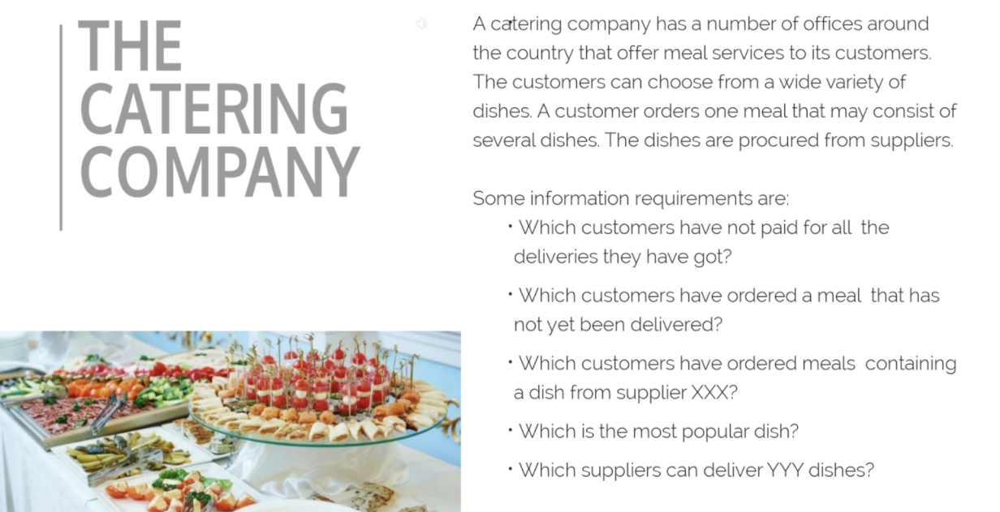 THE
CATERING
COMPANY
A catering company has a number of offices around
the country that offer meal services to its customers.
The customers can choose from a wide variety of
dishes. A customer orders one meal that may consist of
several dishes. The dishes are procured from suppliers.
Some information requirements are:
• Which customers have not paid for all the
deliveries they have got?
• Which customers have ordered a meal that has
not yet been delivered?
• Which customers have ordered meals containing
a dish from supplier XXX?
• Which is the most popular dish?
• Which suppliers can deliver YYY dishes?